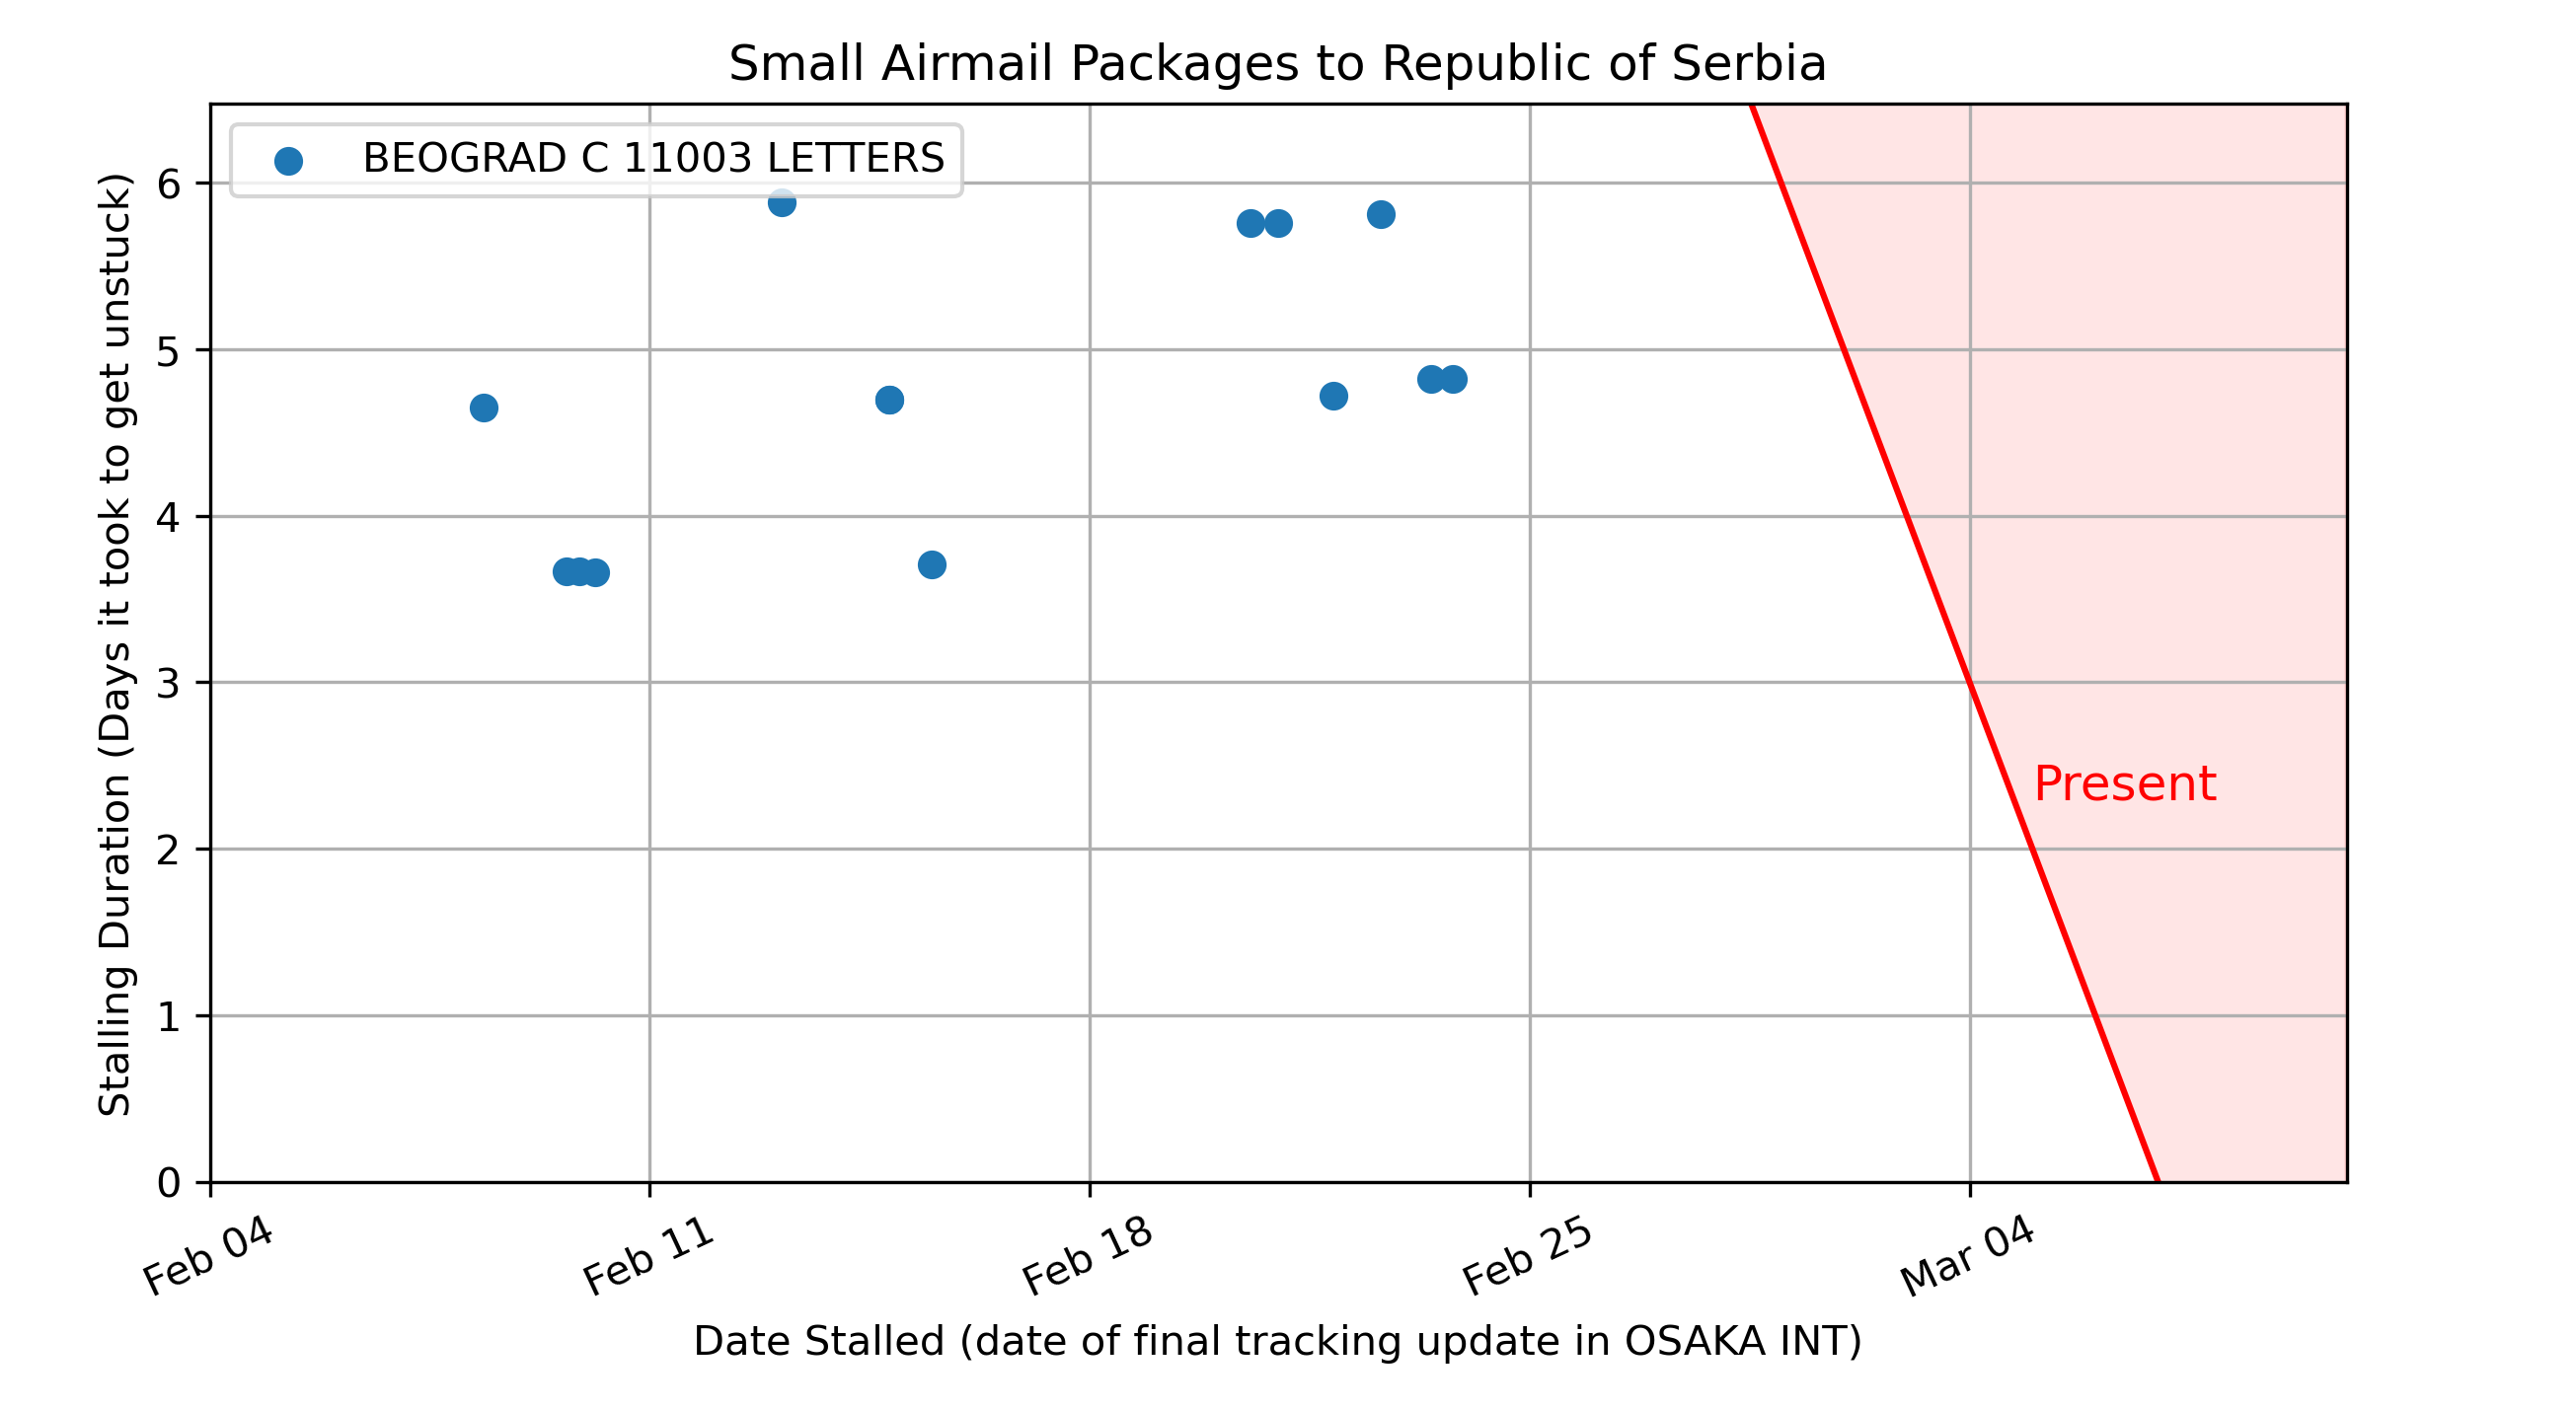 Small Airmail Packages to Republic of Serbia
BEOGRAD C 11003 LETTERS
Stalling Duration (Days it took to get unstuck)
6
5
4
3
2
1
0
Present
Feb 04
Feb 11
Feb 18
Feb 25
Mar 04
Date Stalled (date of final tracking update in OSAKA INT)